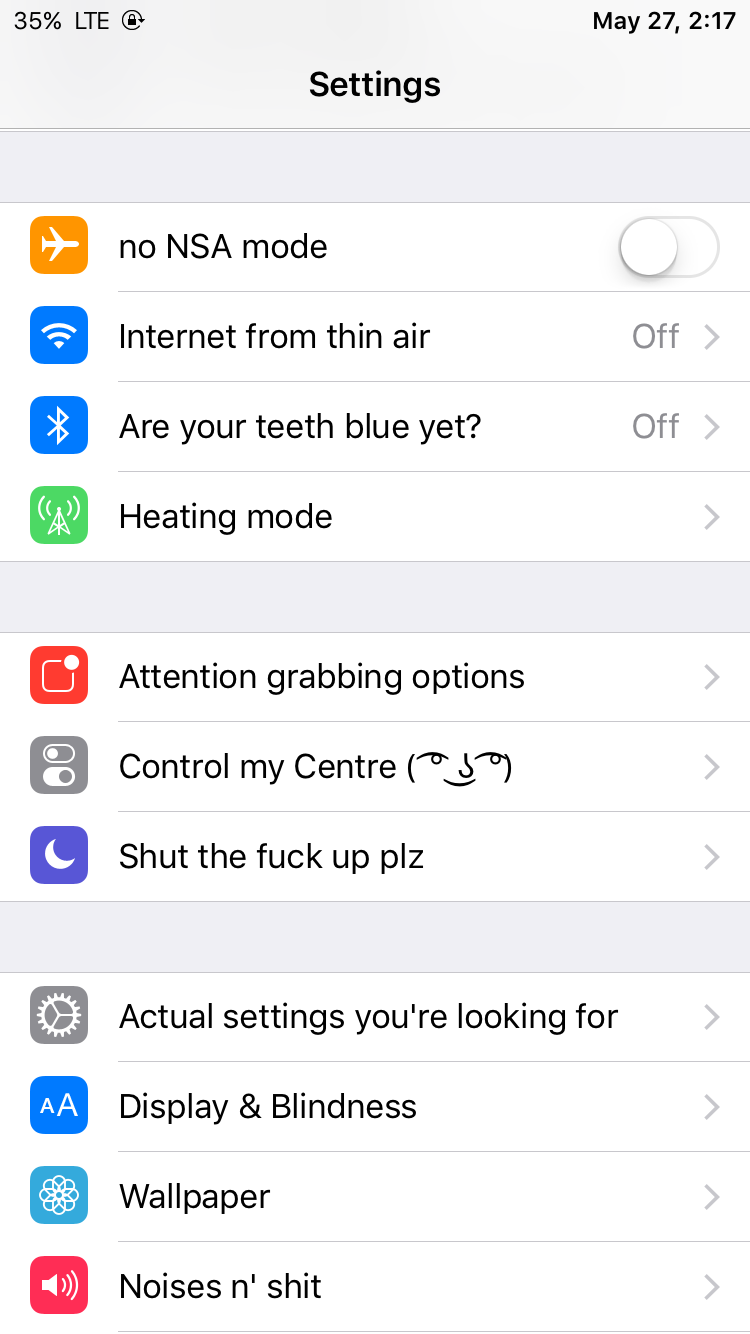 35% LTE May 27, 2:17
Settings
no NSA mode
Internet from thin air Off
Are your teeth blue yet? Off
Heating mode
Attention grabbing options
Control my Centre ( ͡° ͜ʖ ͡°)
Shut the fuck up plz
Actual settings you're looking for
AA Display & Blindness
Wallpaper
Noises n' shit